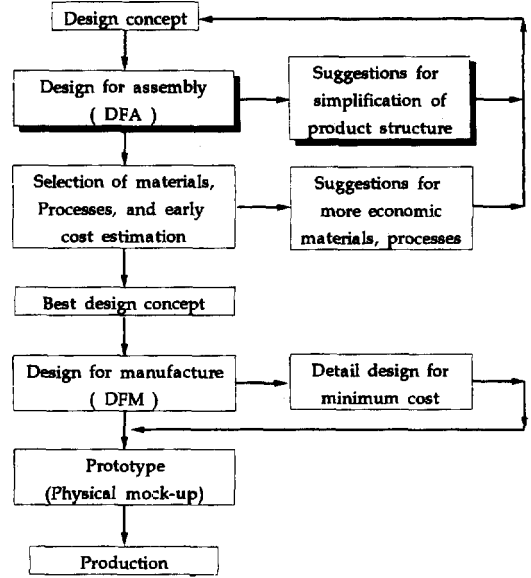 Design concept
Design for assembly
( DFA )
Suggestions for
simplification of
product structure
Selection of materials,
Processes, and early
cost estimation
Suggestions for
more economic
materials, processes
Best design concept
Design for manufacture
( DFM )
Detail design for
minimum cost
Prototype
(Physical mock-up)
Production